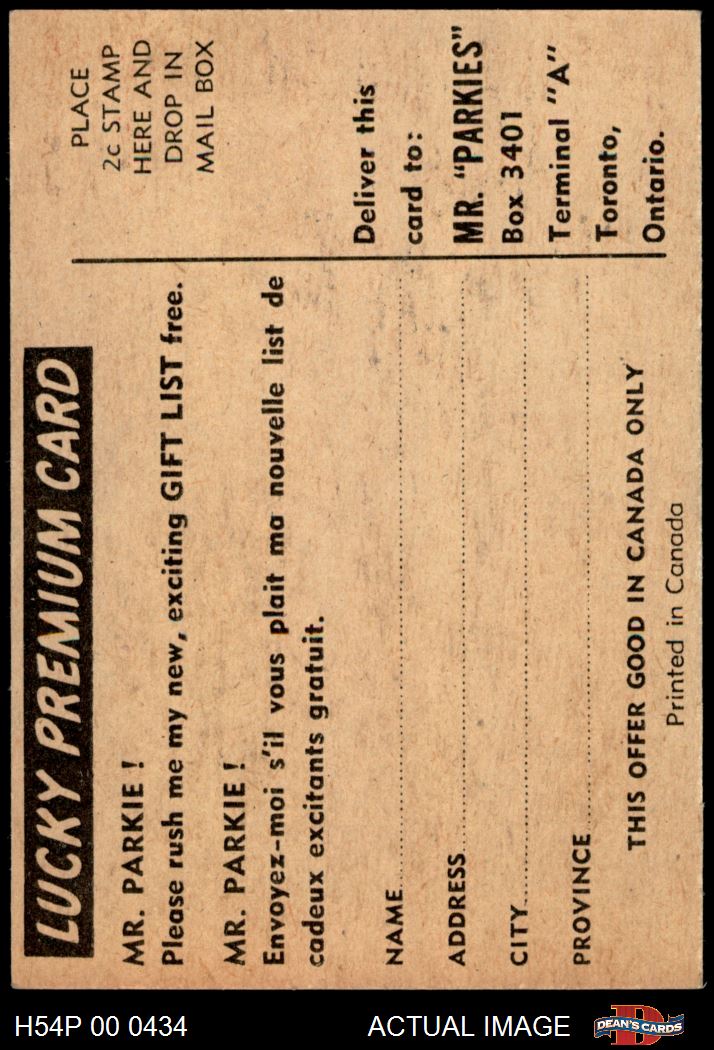 LUCKY PREMIUM CARD
MR. PARKIE !
Please rush me my new, exciting GIFT LIST free.
MR. PARKIE !
Envoyez-moi s'il vous plait ma nouvelle list de
cadeux excitants gratuit.
NAME
ADDRESS
CITY
PROVINCE
THIS OFFER GOOD IN CANADA ONLY
Printed in Canada
PLACE
2c STAMP
HERE AND
DROP IN
MAIL BOX
Deliver this
card to:
MR. "PARKIES"
Box 3401
Terminal "A"
Toronto,
Ontario.
H54P 00 0434
ACTUAL IMAGE
D
DEAN'S CARDS